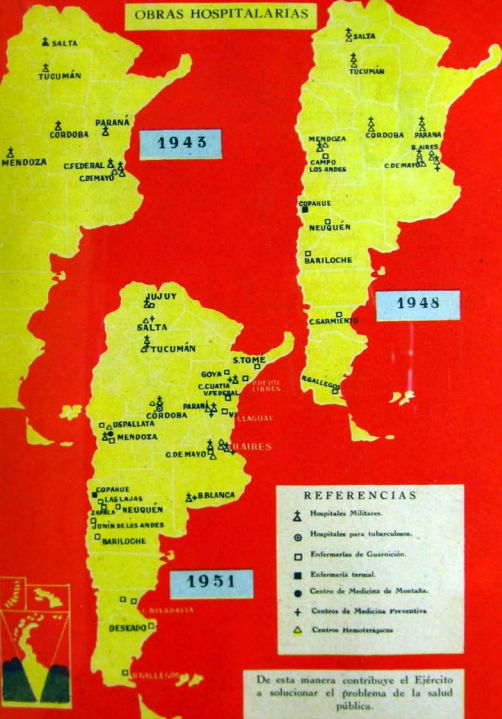 OBRAS HOSPITALARIAS
SALTA
TUCUMÁN
CÓRDOBA
PARANÁ
MENDOZA
C.FEDERAL
C.DE MAYO
1943
SALTA
TUCUMÁN
CÓRDOBA
PARANÁ
MENDOZA
B.AIRES
C.DE MAYO
CAMPO
LOS ANDES
COPAHUE
NEUQUÉN
BARILOCHE
C.SARMIENTO
R.GALLEGOS
1948
JUJUY
SALTA
TUCUMÁN
S.TOMÉ
GOYA
P.DE LOS
LIBRES
C.CUATIA
V.FEDERAL
PARANÁ
CÓRDOBA
USPALLATA
MENDOZA
B.AIRES
C.DE MAYO
COPAHUE
LAS LAJAS
ZAPALA
NEUQUÉN
B.BLANCA
JUNÍN DE LOS ANDES
BARILOCHE
C.RIVADAVIA
DESEADO
R.GALLEGOS
1951
REFERENCIAS
Hospitales Militares.
Hospitales para tuberculosos.
Enfermerías de Guarnición.
Enfermería termal.
Centro de Medicina de Montaña.
Centros de Medicina Preventiva
Centros Hemoterápicos
De esta manera contribuye el Ejército
a solucionar el problema de la salud
pública.